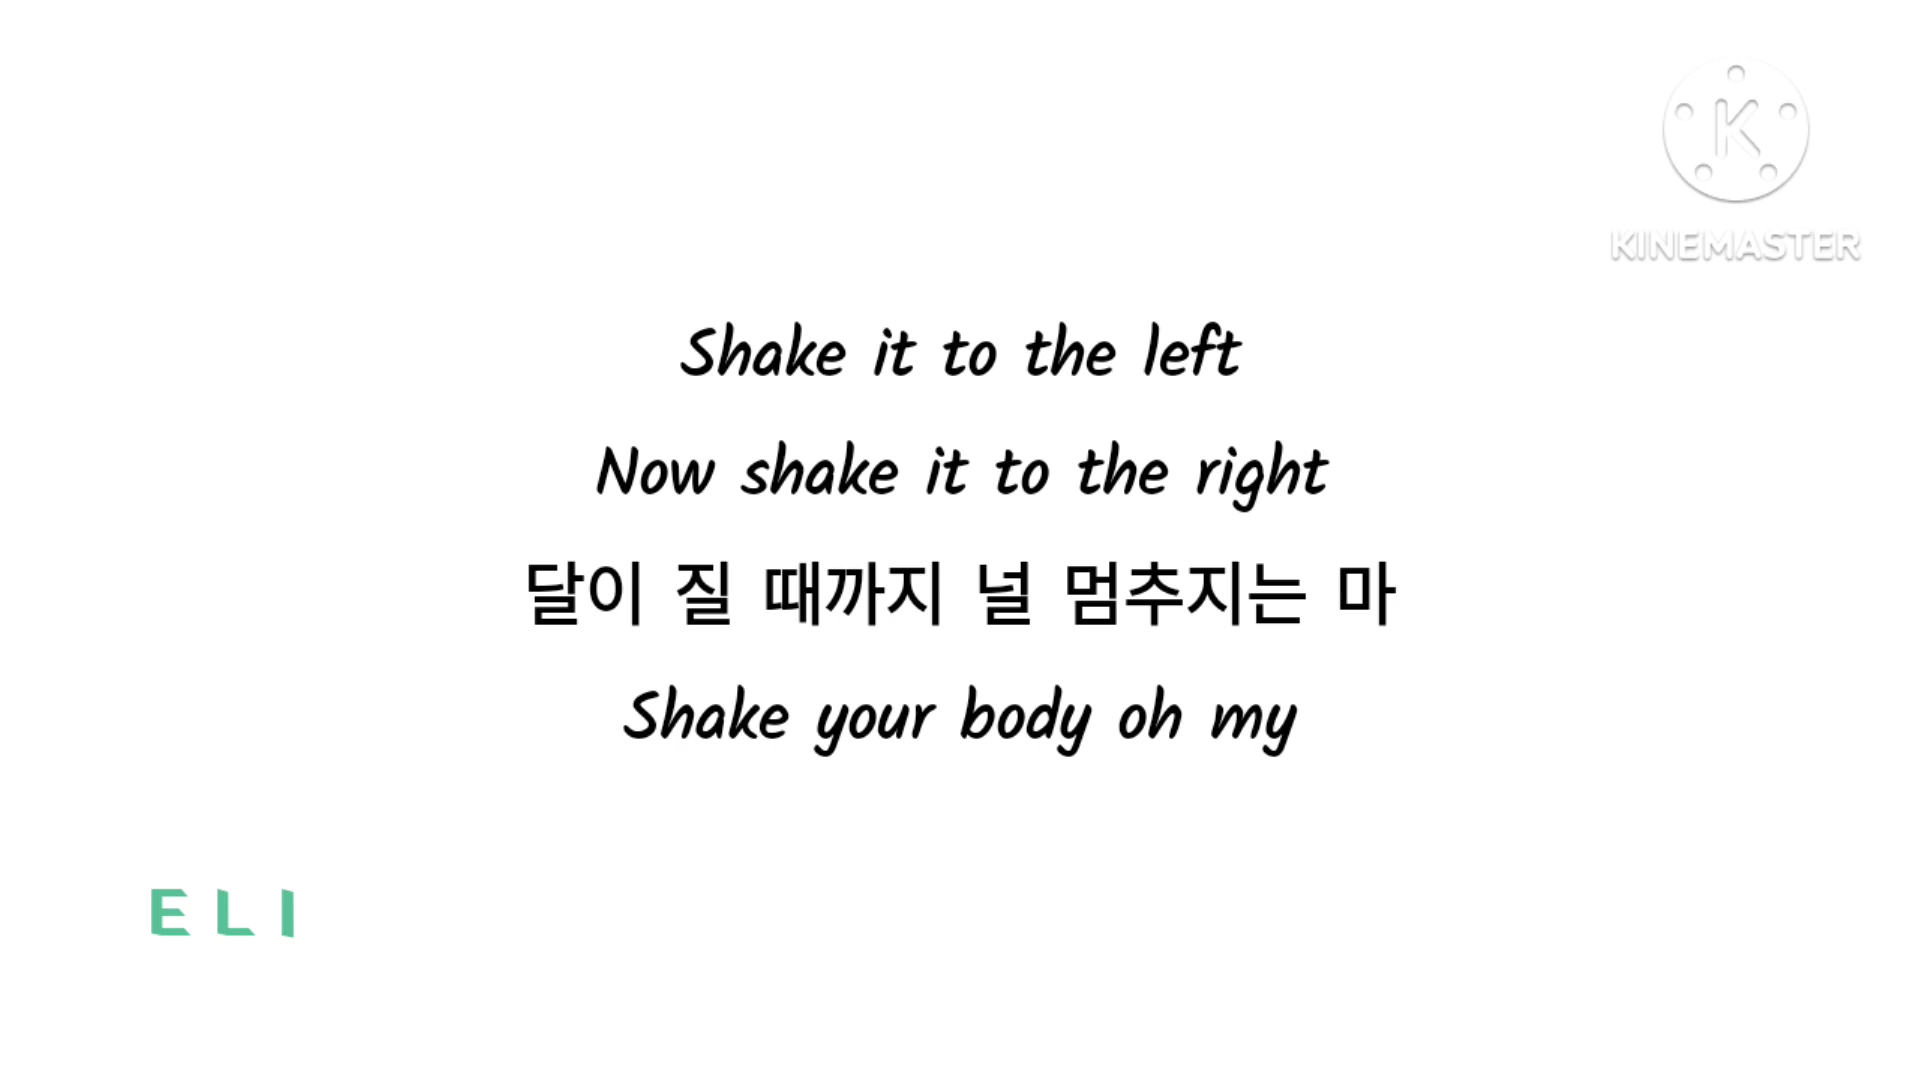 KINEMASTER
Shake it to the left
Now shake it to the right
달이 질 때까지 널 멈추지는 마
Shake your body oh my
ELI